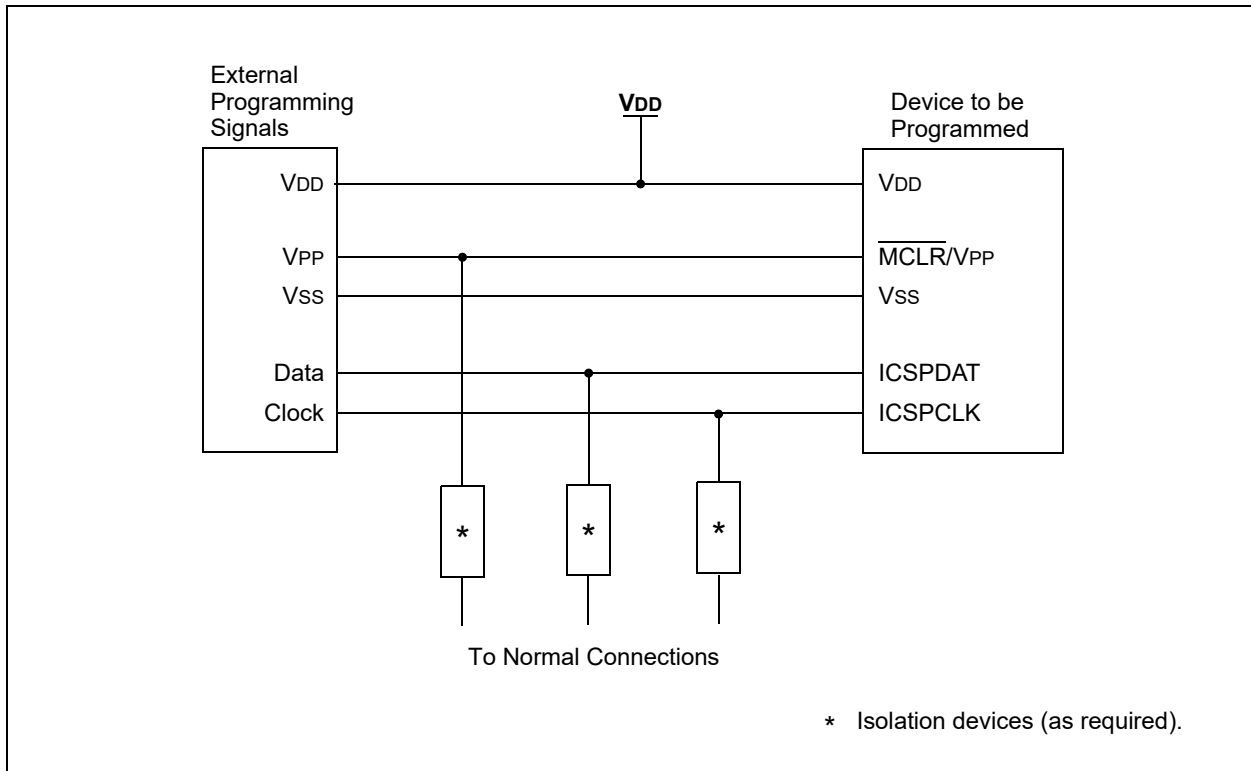 External
Programming
Signals
VDD
Device to be
Programmed
VDD
VDD
VPP
M̅C̅L̅R̅/VPP
VSS
VSS
Data
ICSPDAT
Clock
ICSPCLK
*
*
*
To Normal Connections
* Isolation devices (as required).